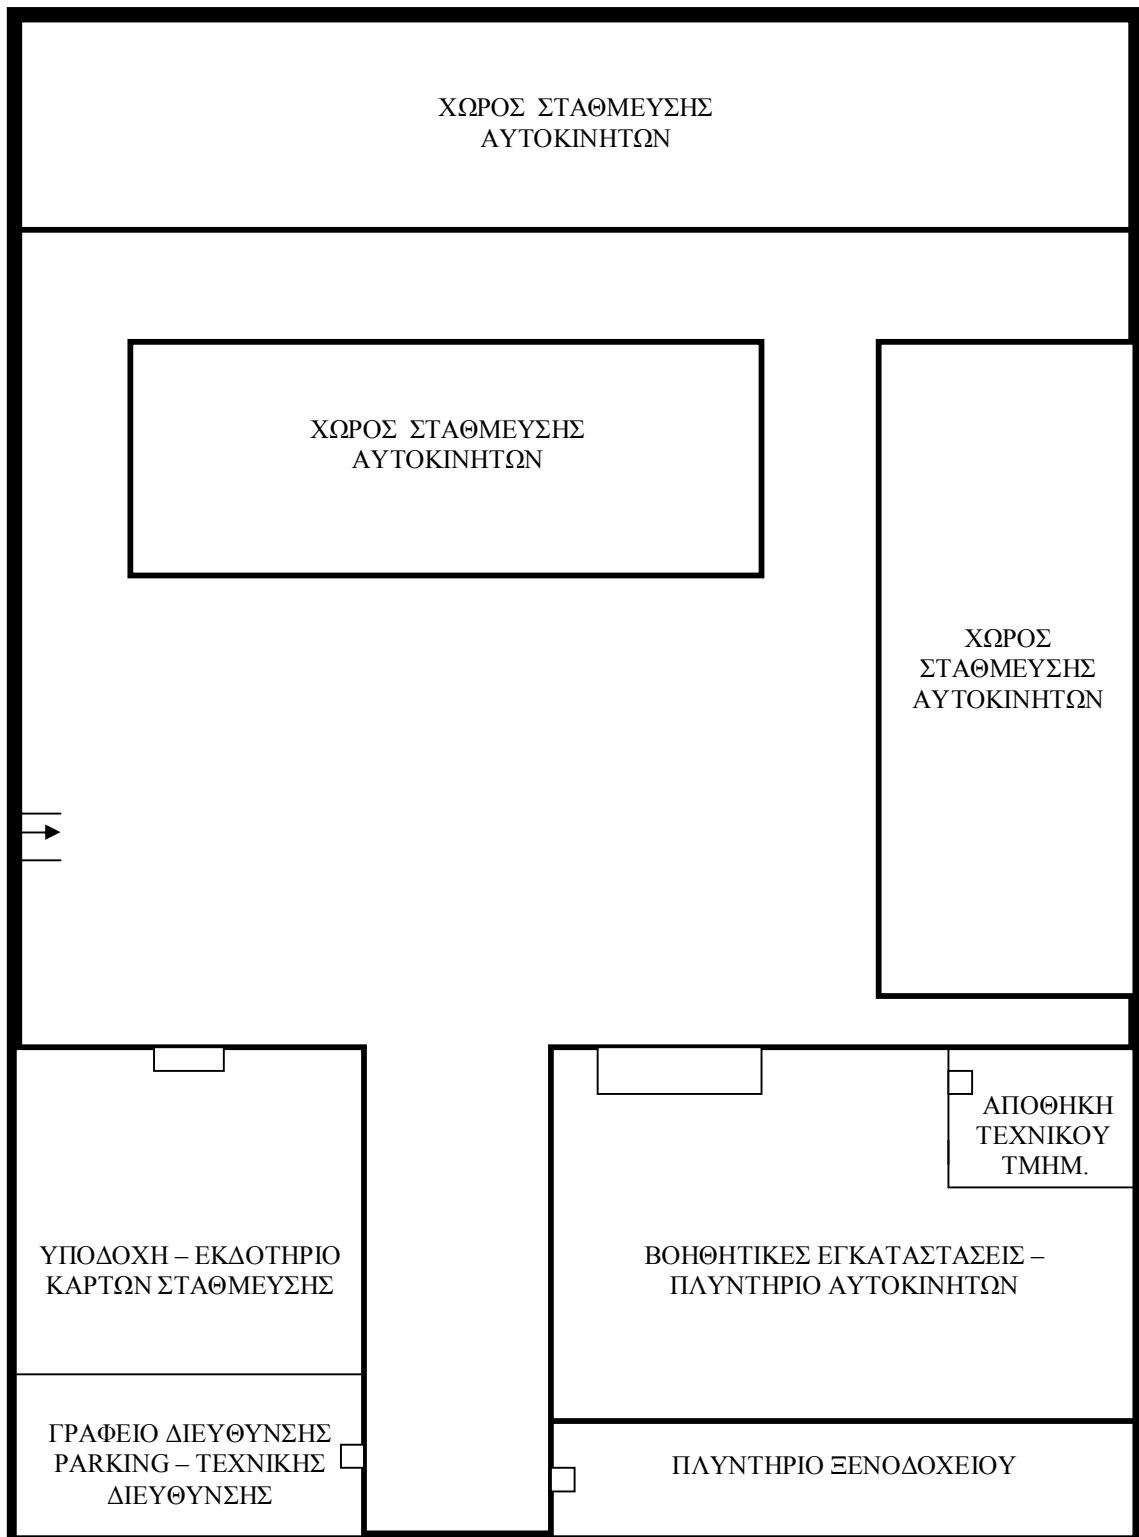 ΧΩΡΟΣ ΣΤΑΘΜΕΥΣΗΣ
ΑΥΤΟΚΙΝΗΤΩΝ
ΧΩΡΟΣ ΣΤΑΘΜΕΥΣΗΣ
ΑΥΤΟΚΙΝΗΤΩΝ
ΧΩΡΟΣ
ΣΤΑΘΜΕΥΣΗΣ
ΑΥΤΟΚΙΝΗΤΩΝ
ΑΠΟΘΗΚΗ
ΤΕΧΝΙΚΟΥ
ΤΜΗΜ.
ΥΠΟΔΟΧΗ – ΕΚΔΟΤΗΡΙΟ
ΚΑΡΤΩΝ ΣΤΑΘΜΕΥΣΗΣ
ΒΟΗΘΗΤΙΚΕΣ ΕΓΚΑΤΑΣΤΑΣΕΙΣ –
ΠΛΥΝΤΗΡΙΟ ΑΥΤΟΚΙΝΗΤΩΝ
ΓΡΑΦΕΙΟ ΔΙΕΥΘΥΝΣΗΣ
PARKING – ΤΕΧΝΙΚΗΣ
ΔΙΕΥΘΥΝΣΗΣ
ΠΛΥΝΤΗΡΙΟ ΞΕΝΟΔΟΧΕΙΟΥ